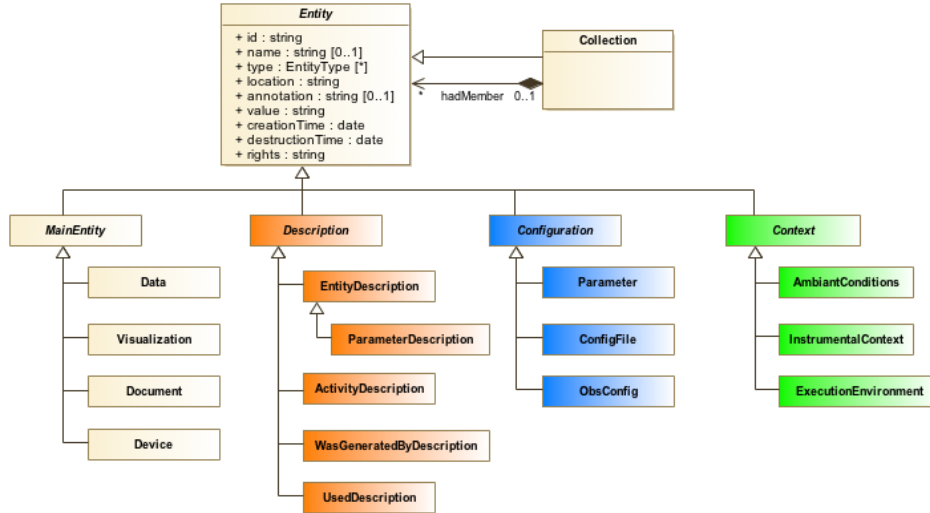 Entity
+ id : string
+ name : string [0..1]
+ type : EntityType [*]
+ location : string
+ annotation : string [0..1]
+ value : string
+ creationTime : date
+ destructionTime : date
+ rights : string
Collection
* hadMember 0..1
MainEntity
Description
Configuration
Context
Data
EntityDescription
Parameter
AmbiantConditions
Visualization
ParameterDescription
ConfigFile
InstrumentalContext
Document
ActivityDescription
ObsConfig
ExecutionEnvironment
Device
WasGeneratedByDescription
UsedDescription